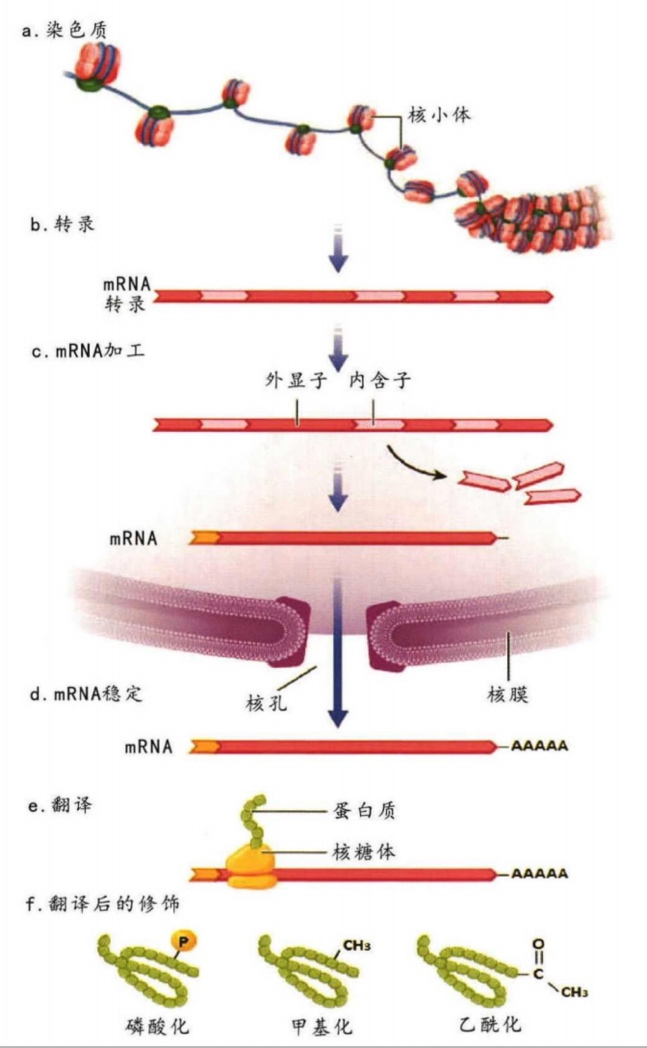 a.染色质
核小体
b.转录
mRNA
转录
c.mRNA加工
外显子 内含子
mRNA
d.mRNA稳定
核孔
核膜
mRNA
AAAAA
e.翻译
蛋白质
核糖体
AAAAA
f.翻译后的修饰
P
CH₃
O
C
CH₃
磷酸化 甲基化 乙酰化